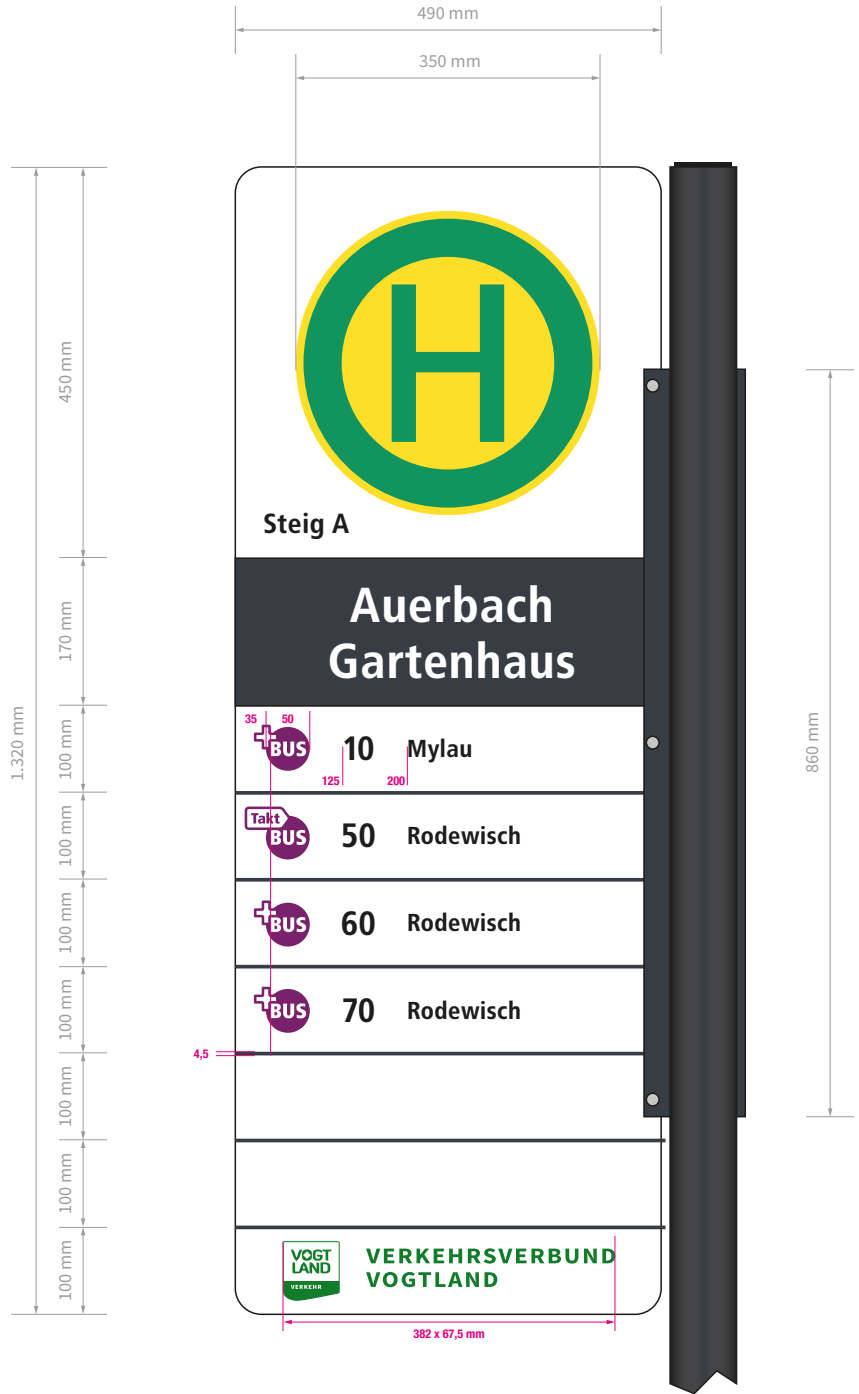 490 mm
350 mm
450 mm
H
Steig A
170 mm
Auerbach
Gartenhaus
1.320 mm
860 mm
35 50
100 mm
BUS 10 Mylau
125 200
100 mm
Takt
BUS 50 Rodewisch
100 mm
BUS 60 Rodewisch
100 mm
BUS 70 Rodewisch
4,5
100 mm
100 mm
100 mm
VOGT
LAND
VERKEHR
VERKEHRSVERBUND
VOGTLAND
382 x 67,5 mm